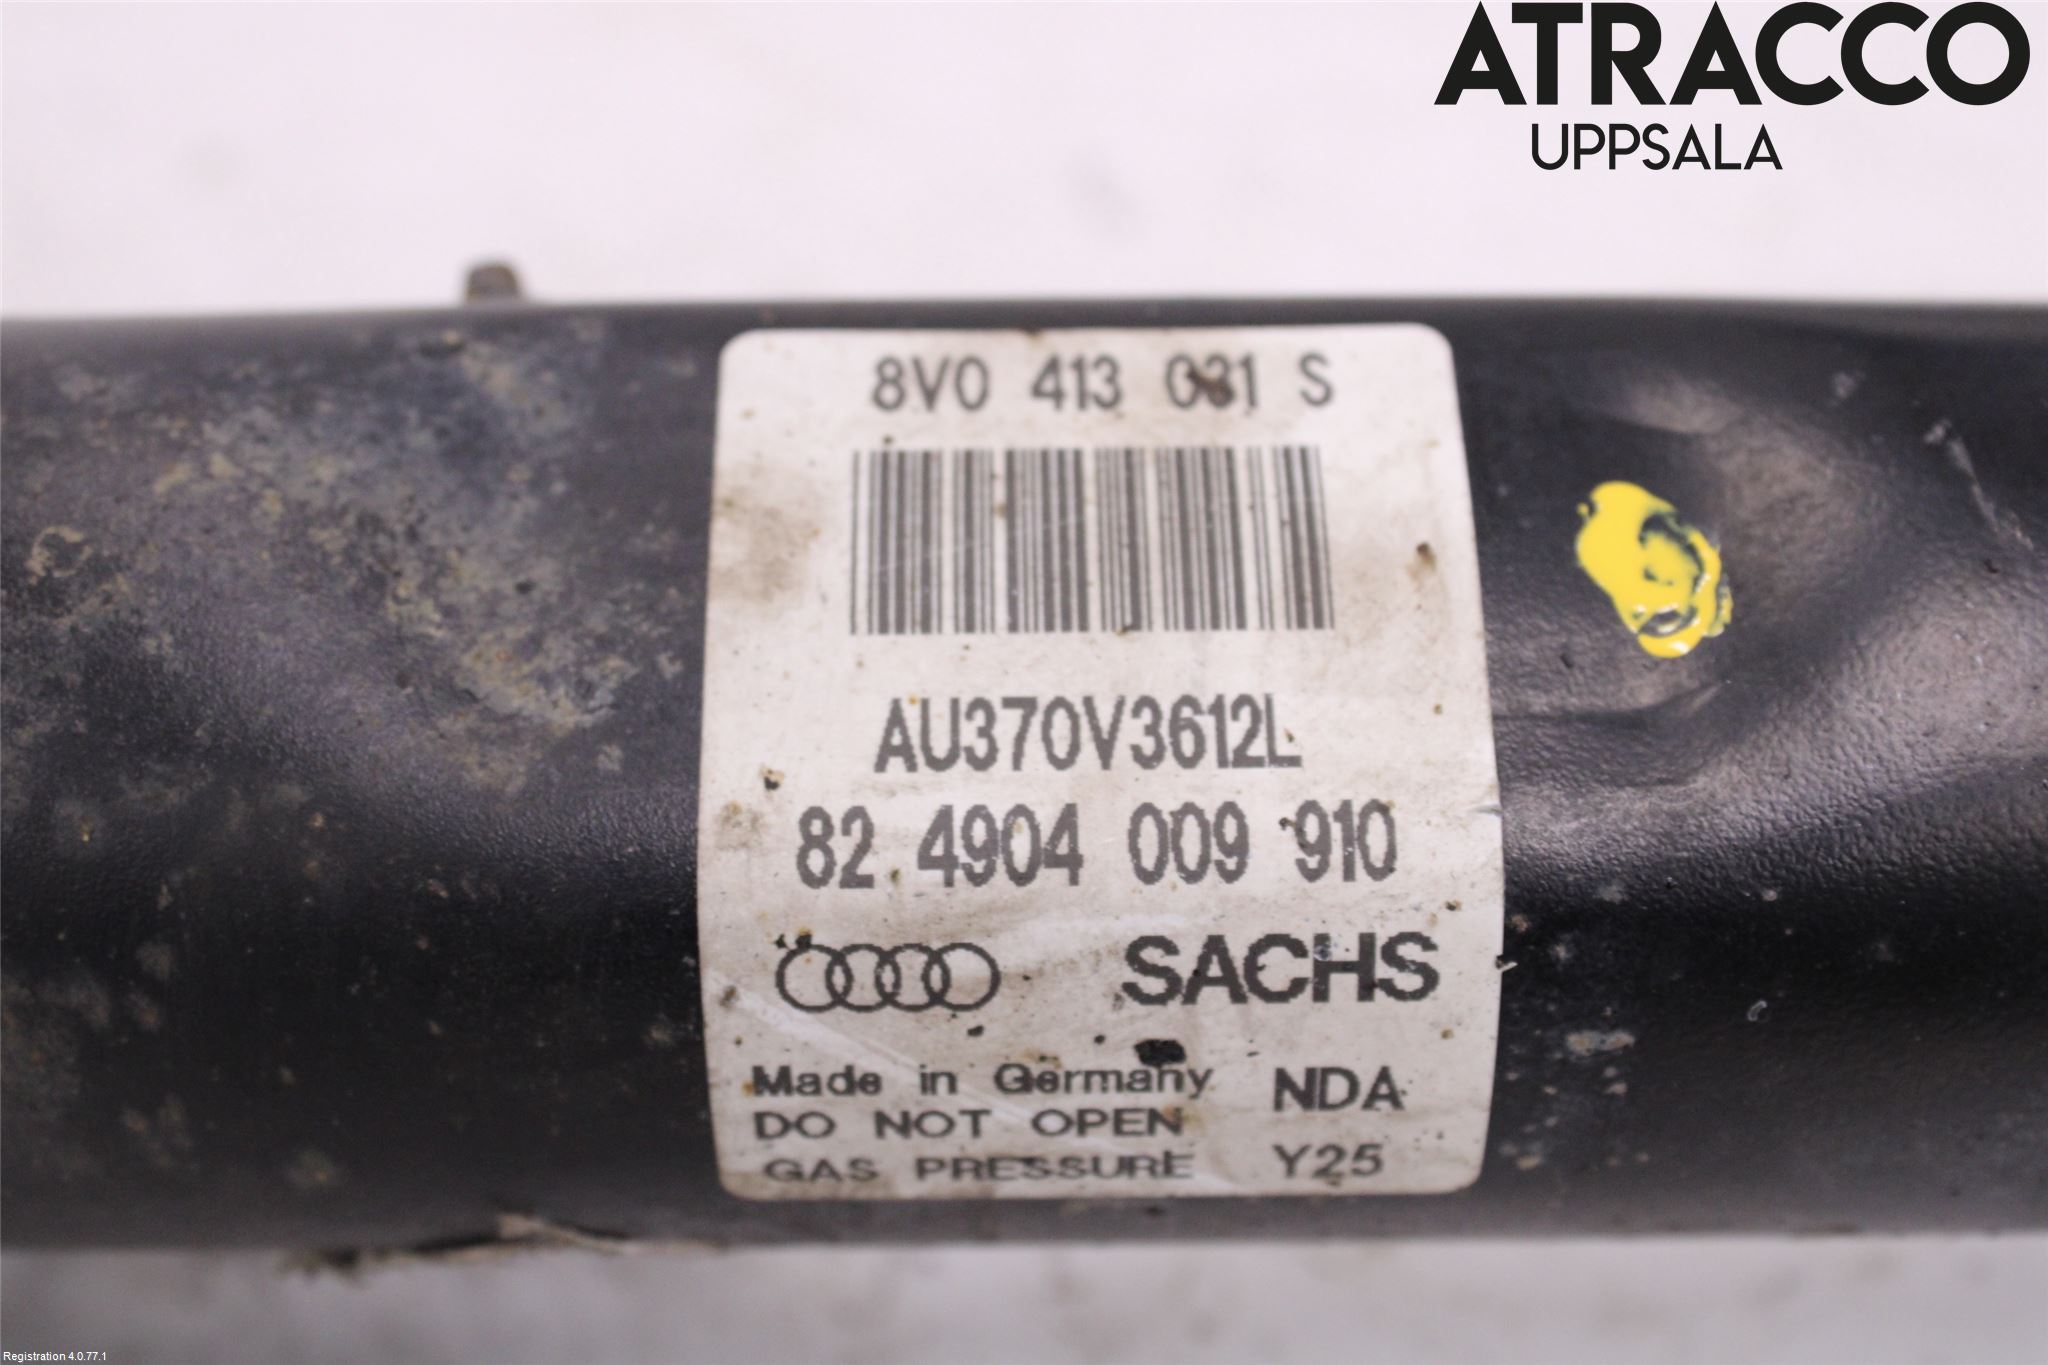 ATRACCO
UPPSALA
8V0 413 031 S
AU370V3612L
82 4904 009 910
SACHS
Made in Germany NDA
DO NOT OPEN
GAS PRESSURE Y25
Registration 4.0.77.1